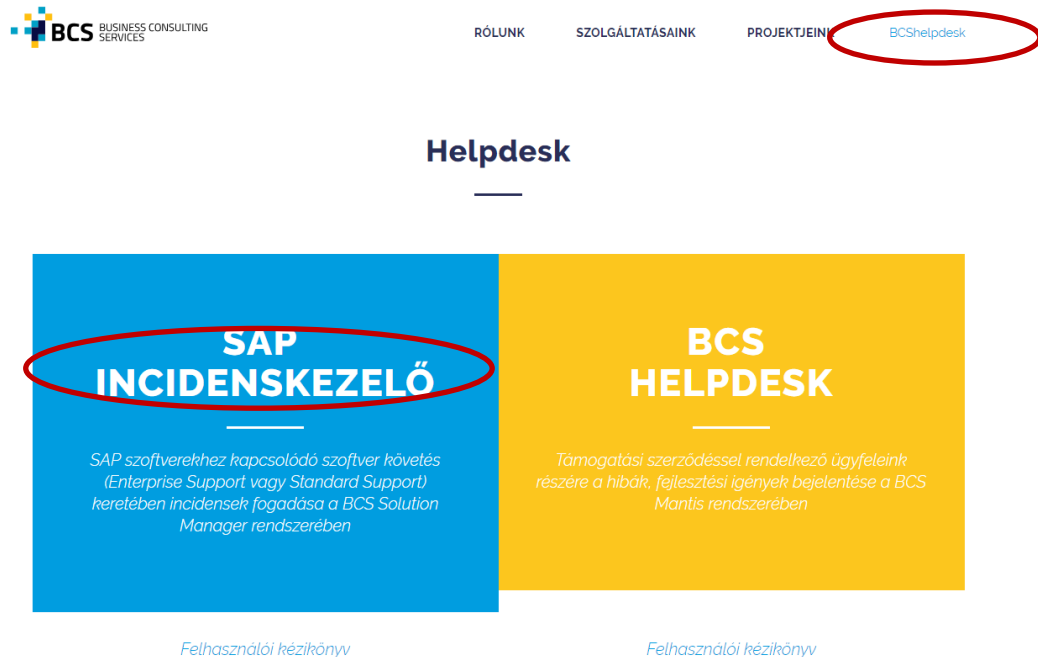 BCS BUSINESS CONSULTING
SERVICES
RÓLUNK SZOLGÁLTATÁSAINK PROJEKTJEINK BCShelpdesk
Helpdesk
SAP
INCIDENSKEZELŐ
SAP szoftverekhez kapcsolódó szoftver követés
(Enterprise Support vagy Standard Support)
keretében incidensek fogadása a BCS Solution
Manager rendszerében
BCS
HELPDESK
Támogatási szerződéssel rendelkező ügyfeleink
részére a hibák, fejlesztési igények bejelentése a BCS
Mantis rendszerében
Felhasználói kézikönyv
Felhasználói kézikönyv